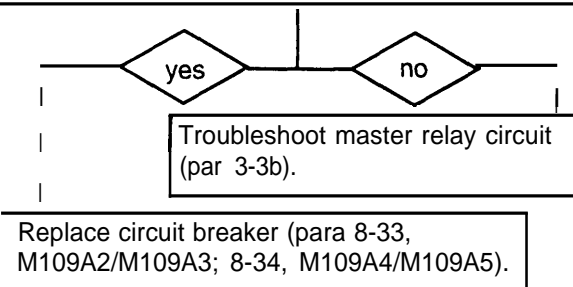 yes
no
Troubleshoot master relay circuit
(par 3-3b).
Replace circuit breaker (para 8-33,
M109A2/M109A3; 8-34, M109A4/M109A5).